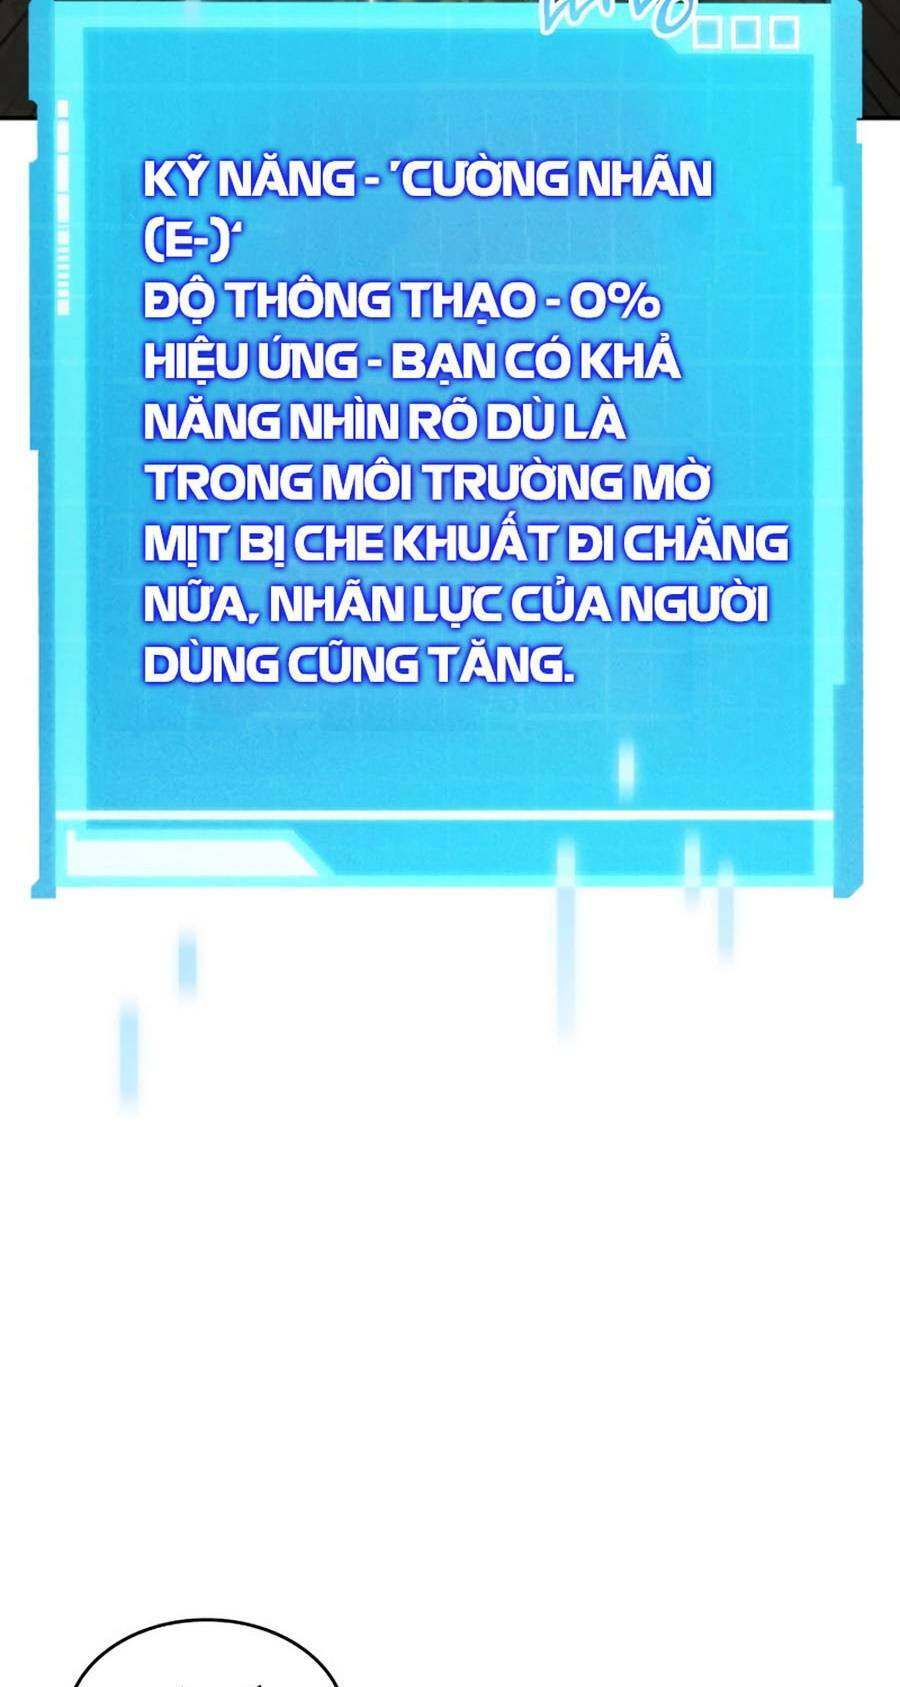 KỸ NĂNG - 'CƯỜNG NHÃN
(E-)'
ĐỘ THÔNG THẠO - 0%
HIỆU ỨNG - BẠN CÓ KHẢ
NĂNG NHÌN RÕ DÙ LÀ
TRONG MÔI TRƯỜNG MỜ
MỊT BỊ CHE KHUẤT ĐI CHĂNG
NỮA, NHÃN LỰC CỦA NGƯỜI
DÙNG CŨNG TĂNG.